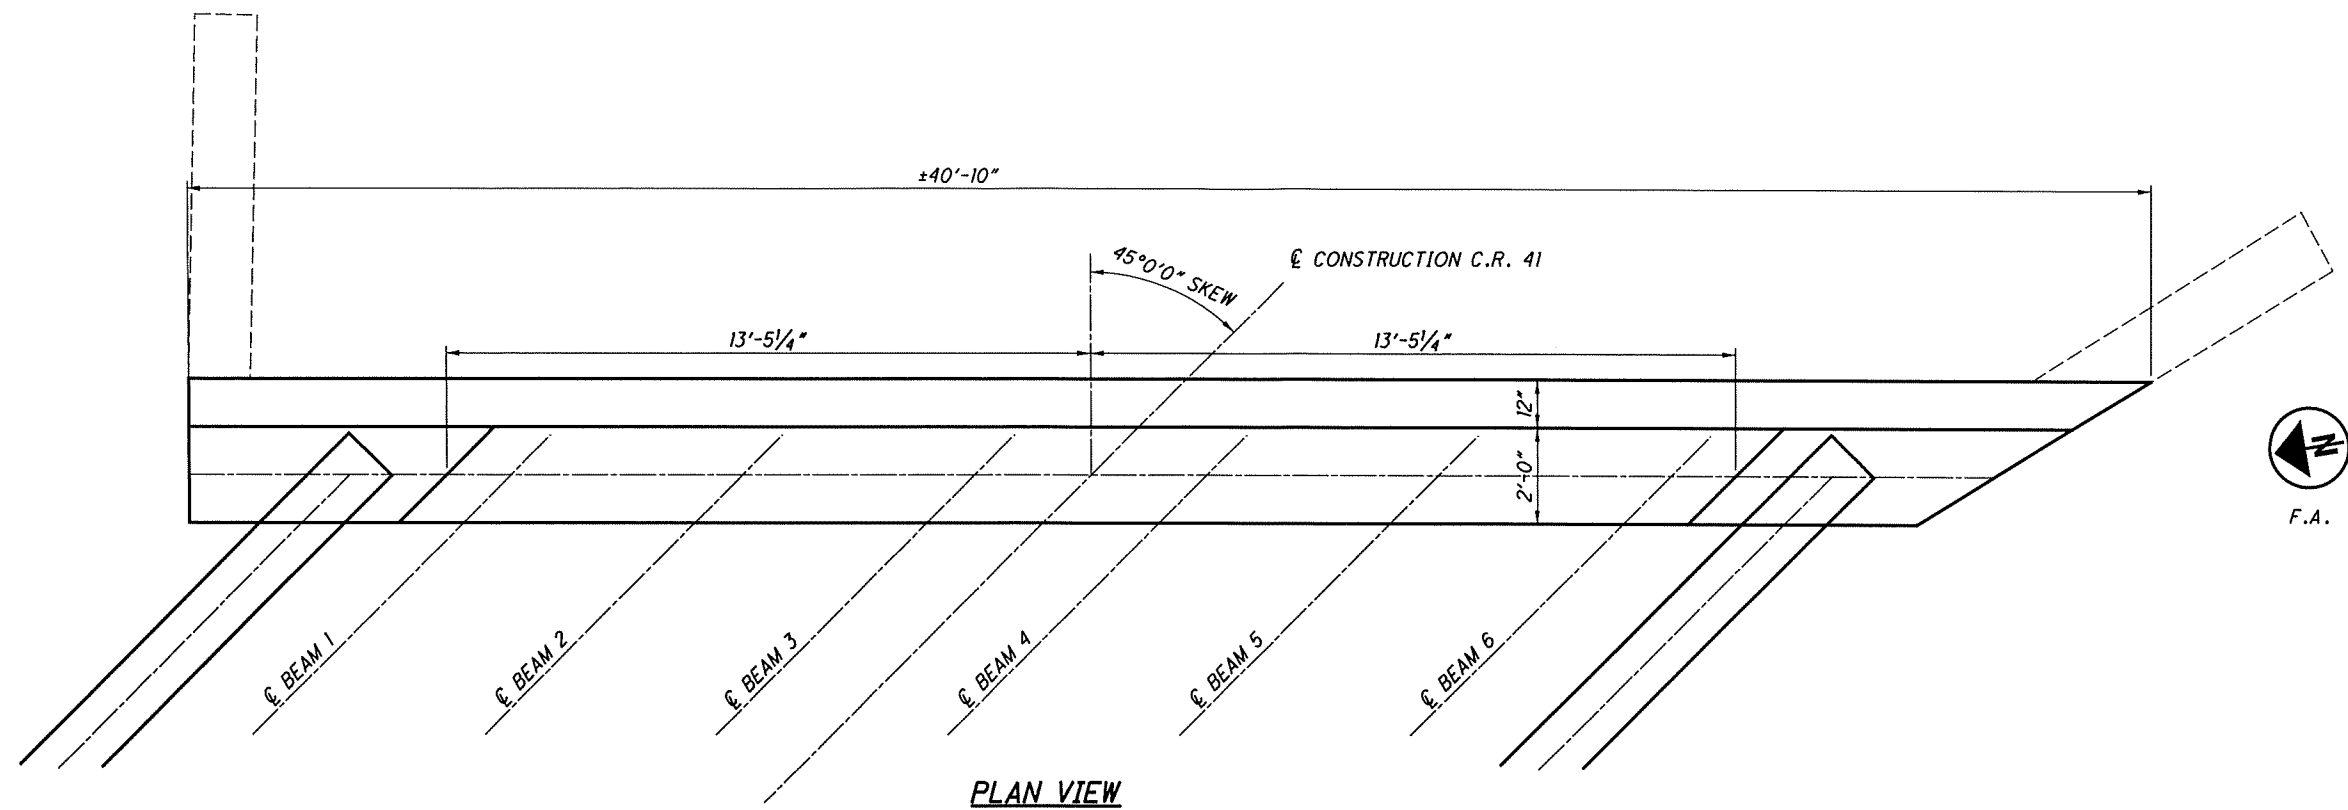 ±40'-10"
45°0'0" SKEW
℄ CONSTRUCTION C.R. 41
13'-5¼"
13'-5¼"
12"
2'-0"
N
F.A.
℄ BEAM 1
℄ BEAM 2
℄ BEAM 3
℄ BEAM 4
℄ BEAM 5
℄ BEAM 6
PLAN VIEW